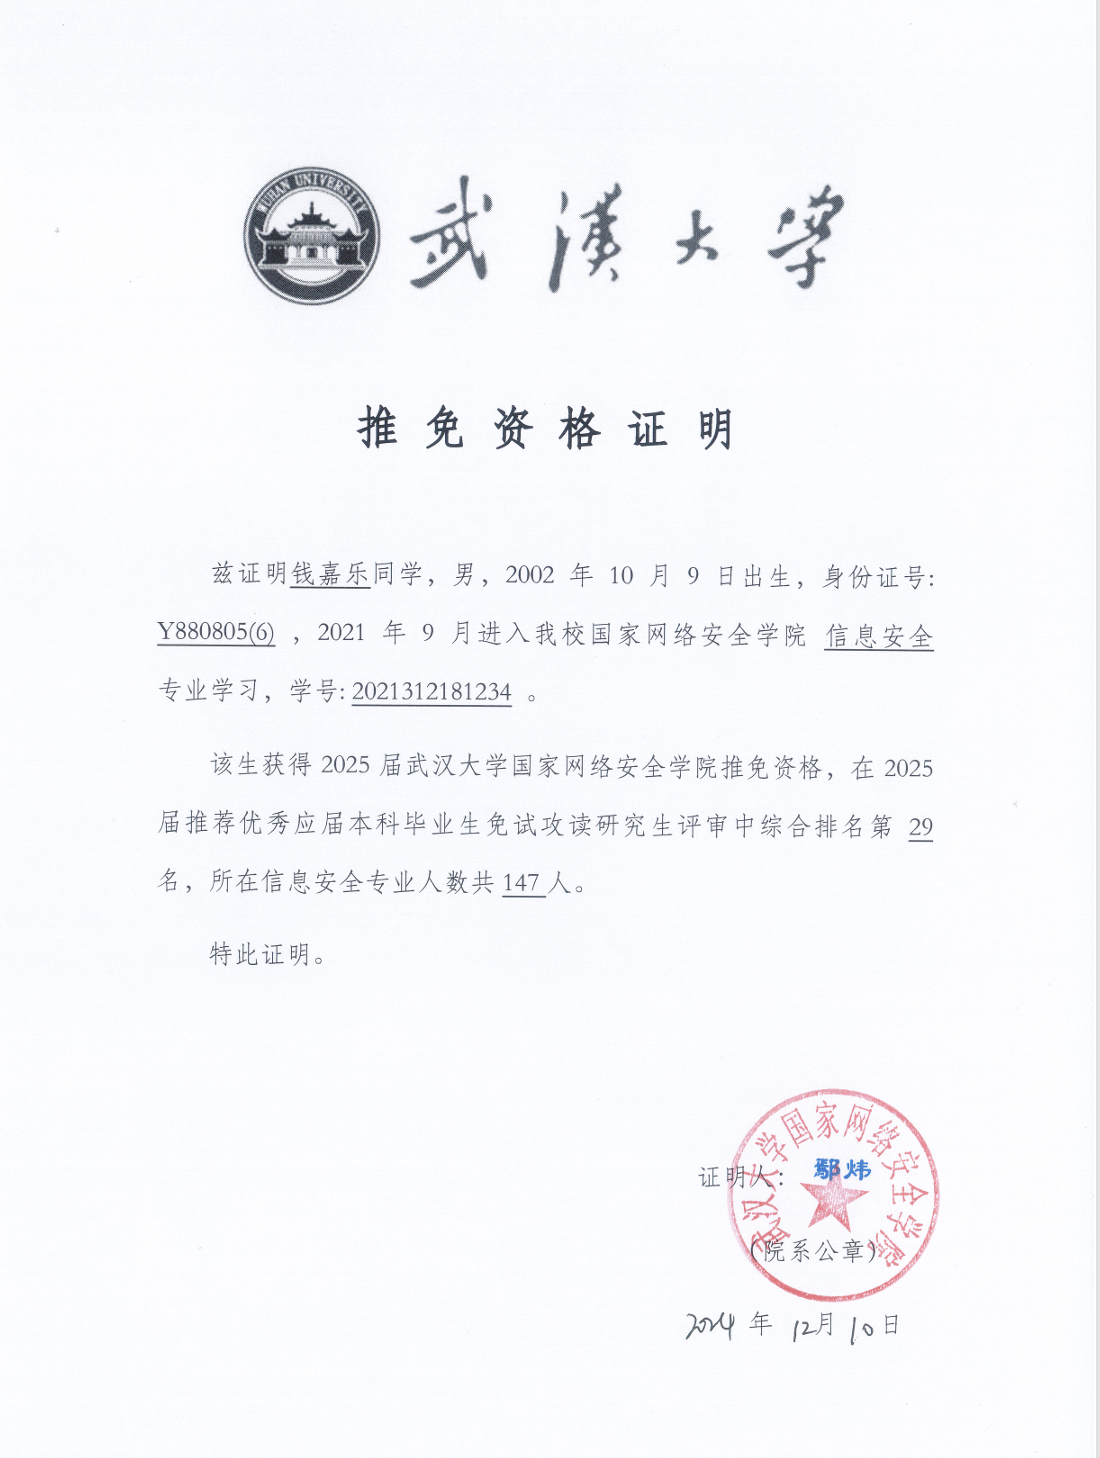 WUHAN UNIVERSITY
武漢大学
推免资格证明
兹证明钱嘉乐同学，男，2002 年 10 月 9 日出生，身份证号:
Y880805(6) ，2021 年 9 月进入我校国家网络安全学院 信息安全
专业学习，学号: 2021312181234 。
该生获得 2025 届武汉大学国家网络安全学院推免资格，在 2025
届推荐优秀应届本科毕业生免试攻读研究生评审中综合排名第 29
名，所在信息安全专业人数共 147 人。
特此证明。
武汉大学国家网络安全学院
证明人： 鄢炜
（院系公章）
2024 年 12月 10日